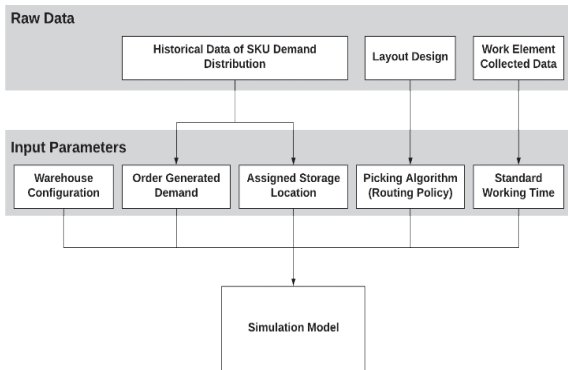 Raw Data
Historical Data of SKU Demand
Distribution
Layout Design
Work Element
Collected Data
Input Parameters
Warehouse
Configuration
Order Generated
Demand
Assigned Storage
Location
Picking Algorithm
(Routing Policy)
Standard
Working Time
Simulation Model